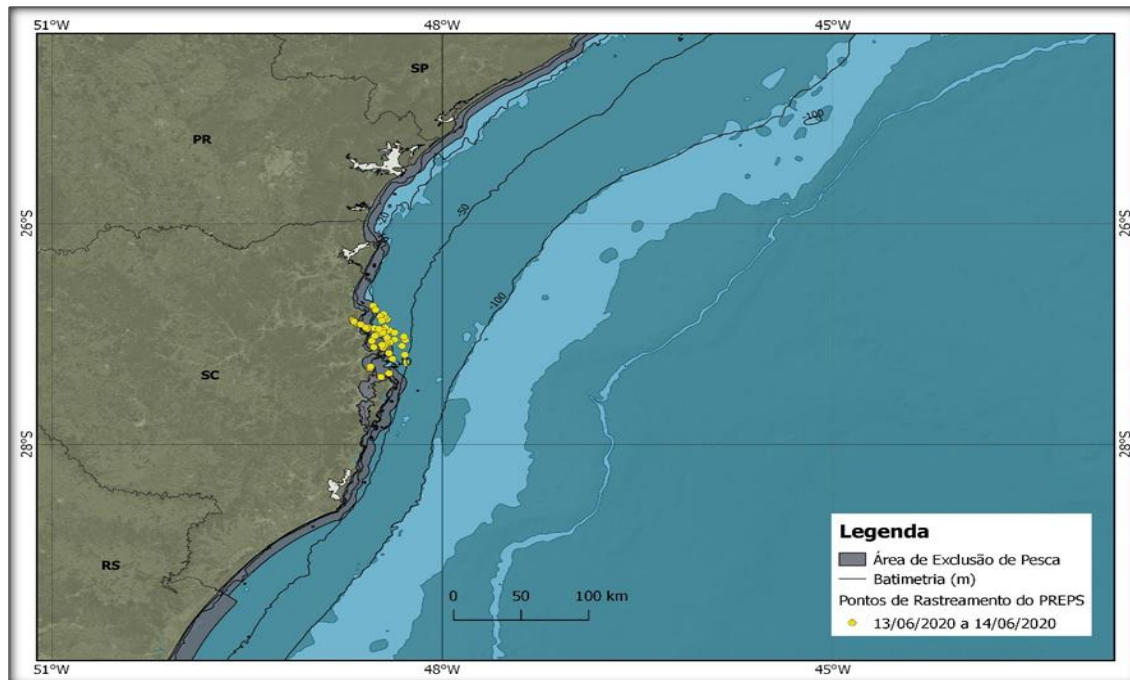 51°W 48°W 45°W
SP
-100
PR
-20
-50
26°S 26°S
-100
SC
28°S 28°S
Legenda
Área de Exclusão de Pesca
Batimetria (m)
Pontos de Rastreamento do PREPS
13/06/2020 a 14/06/2020
RS
0 50 100 km
51°W 48°W 45°W